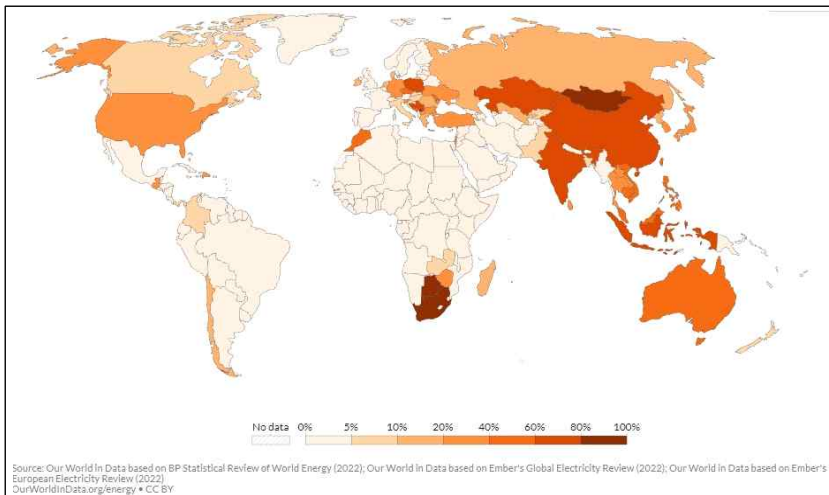 No data 0% 5% 10% 20% 40% 60% 80% 100%
Source: Our World in Data based on BP Statistical Review of World Energy (2022); Our World in Data based on Ember's Global Electricity Review (2022); Our World in Data based on Ember's
European Electricity Review (2022)
OurWorldInData.org/energy • CC BY